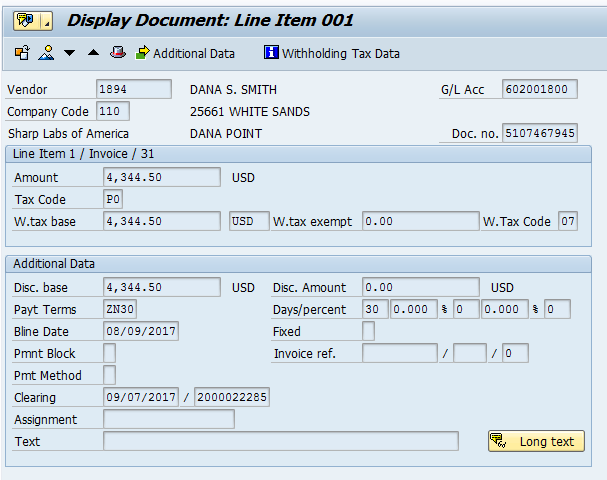 Display Document: Line Item 001
Additional Data Withholding Tax Data
Vendor 1894 DANA S. SMITH G/L Acc 602001800
Company Code 110 25661 WHITE SANDS
Sharp Labs of America DANA POINT Doc. no. 5107467945
Line Item 1 / Invoice / 31
Amount 4,344.50 USD
Tax Code P0
W.tax base 4,344.50 USD W.tax exempt 0.00 W.Tax Code 07
Additional Data
Disc. base 4,344.50 USD Disc. Amount 0.00 USD
Payt Terms ZN30 Days/percent 30 0.000 % 0 0.000 % 0
Bline Date 08/09/2017 Fixed
Pmnt Block Invoice ref. / / 0
Pmt Method
Clearing 09/07/2017 / 2000022285
Assignment
Text Long text